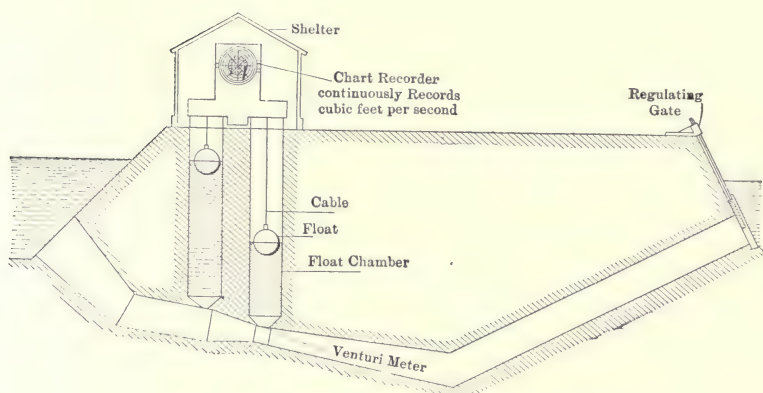 Shelter
Chart Recorder
continuously Records
cubic feet per second
Regulating
Gate
Cable
Float
Float Chamber
Venturi Meter